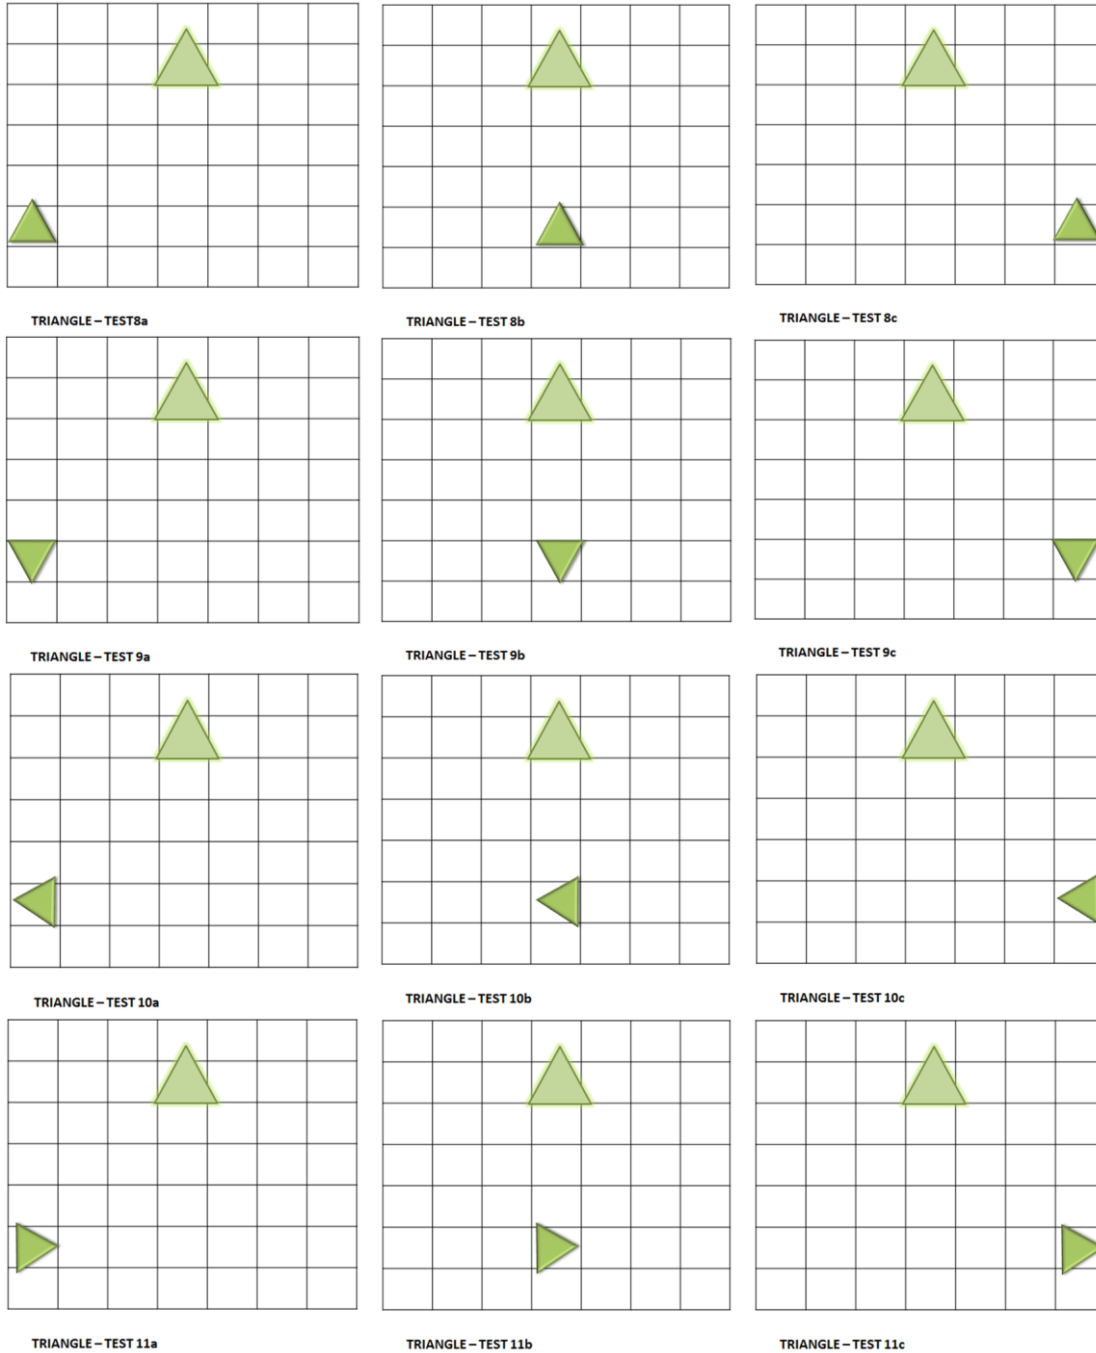 TRIANGLE – TEST8a
TRIANGLE – TEST 8b
TRIANGLE – TEST 8c
TRIANGLE – TEST 9a
TRIANGLE – TEST 9b
TRIANGLE – TEST 9c
TRIANGLE – TEST 10a
TRIANGLE – TEST 10b
TRIANGLE – TEST 10c
TRIANGLE – TEST 11a
TRIANGLE – TEST 11b
TRIANGLE – TEST 11c